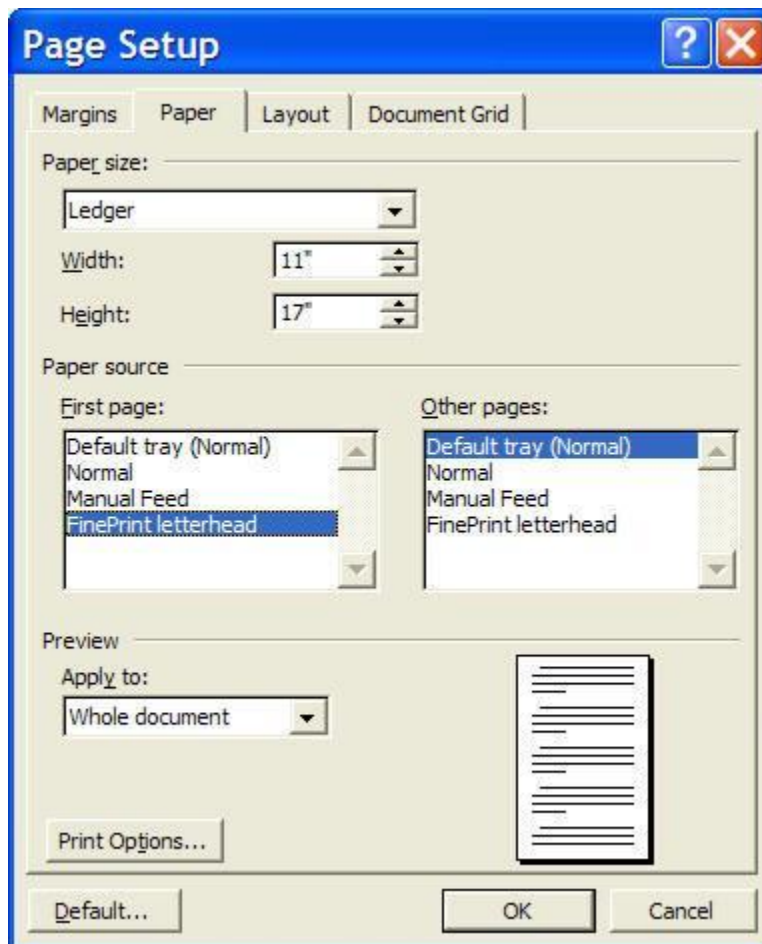 Page Setup
Margins Paper Layout Document Grid
Paper size:
Ledger
Width: 11"
Height: 17"
Paper source
First page: Other pages:
Default tray (Normal) Default tray (Normal)
Normal Normal
Manual Feed Manual Feed
FinePrint letterhead FinePrint letterhead
Preview
Apply to:
Whole document
Print Options...
Default... OK Cancel